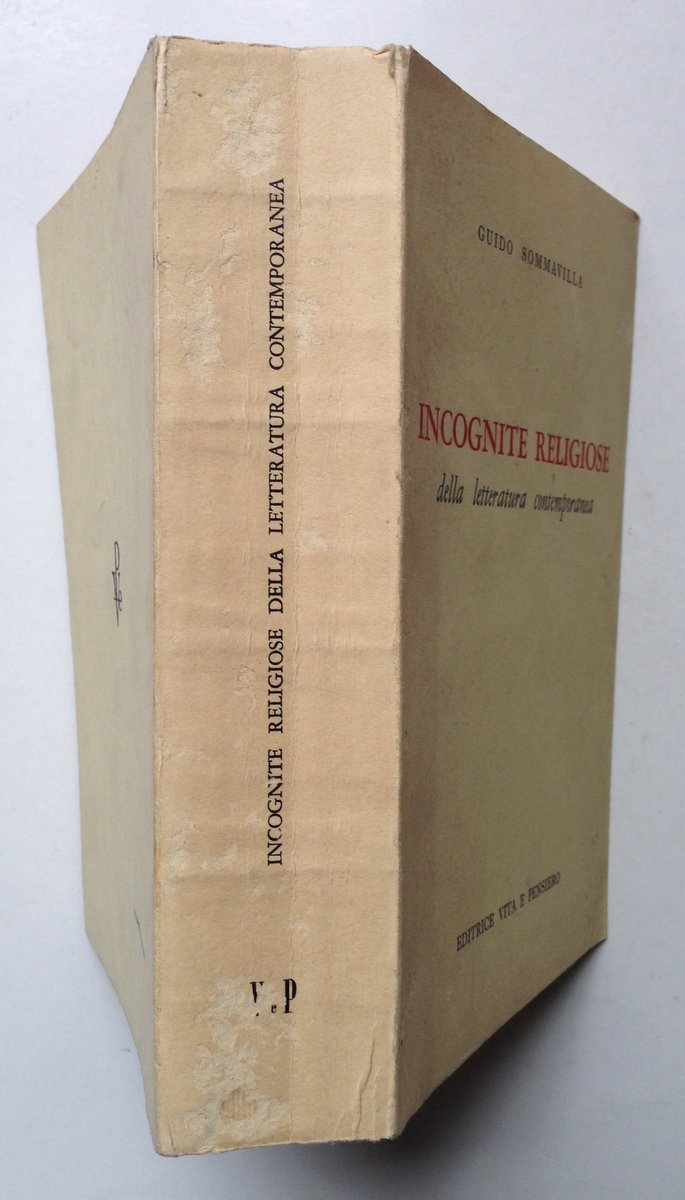 INCOGNITE RELIGIOSE DELLA LETTERATURA CONTEMPORANEA
V e P
GUIDO SOMMAVILLA
INCOGNITE RELIGIOSE
della letteratura contemporanea
EDITRICE VITA E PENSIERO